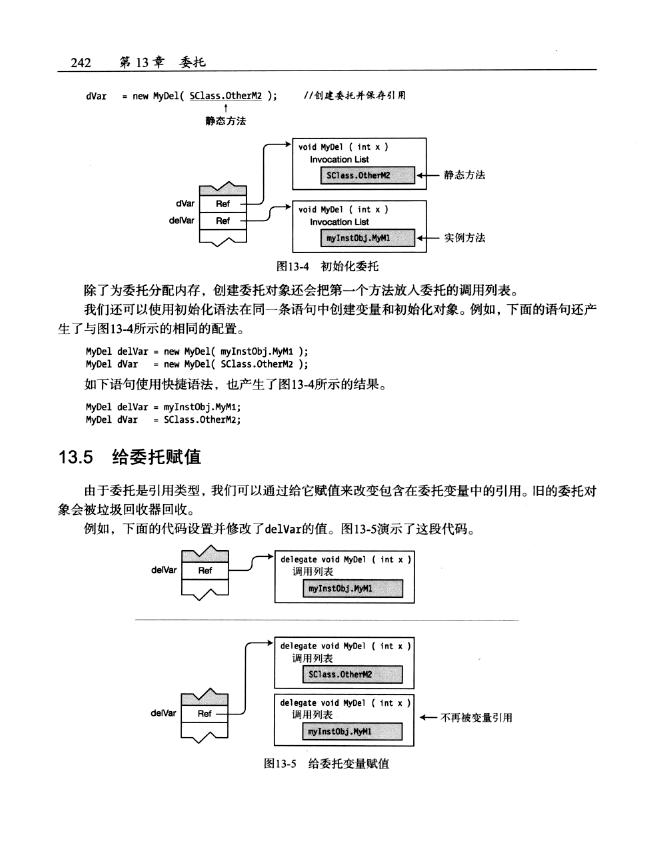 242 第13章 委托
dVar = new MyDel( SClass.OtherM2 ); //创建委托并保存引用
静态方法
void MyDel ( int x )
Invocation List
SClass.OtherM2
静态方法
dVar Ref
delVar Ref
void MyDel ( int x )
Invocation List
myInstObj.MyM1
实例方法
图13-4 初始化委托
除了为委托分配内存，创建委托对象还会把第一个方法放入委托的调用列表。
我们还可以使用初始化语法在同一条语句中创建变量和初始化对象。例如，下面的语句还产
生了与图13-4所示的相同的配置。
MyDel delVar = new MyDel( myInstObj.MyM1 );
MyDel dVar = new MyDel( SClass.OtherM2 );
如下语句使用快捷语法，也产生了图13-4所示的结果。
MyDel delVar = myInstObj.MyM1;
MyDel dVar = SClass.OtherM2;
13.5 给委托赋值
由于委托是引用类型，我们可以通过给它赋值来改变包含在委托变量中的引用。旧的委托对
象会被垃圾回收器回收。
例如，下面的代码设置并修改了delVar的值。图13-5演示了这段代码。
delVar Ref
delegate void MyDel ( int x )
调用列表
myInstObj.MyM1
delegate void MyDel ( int x )
调用列表
SClass.OtherM2
delVar Ref
delegate void MyDel ( int x )
调用列表
myInstObj.MyM1
不再被变量引用
图13-5 给委托变量赋值